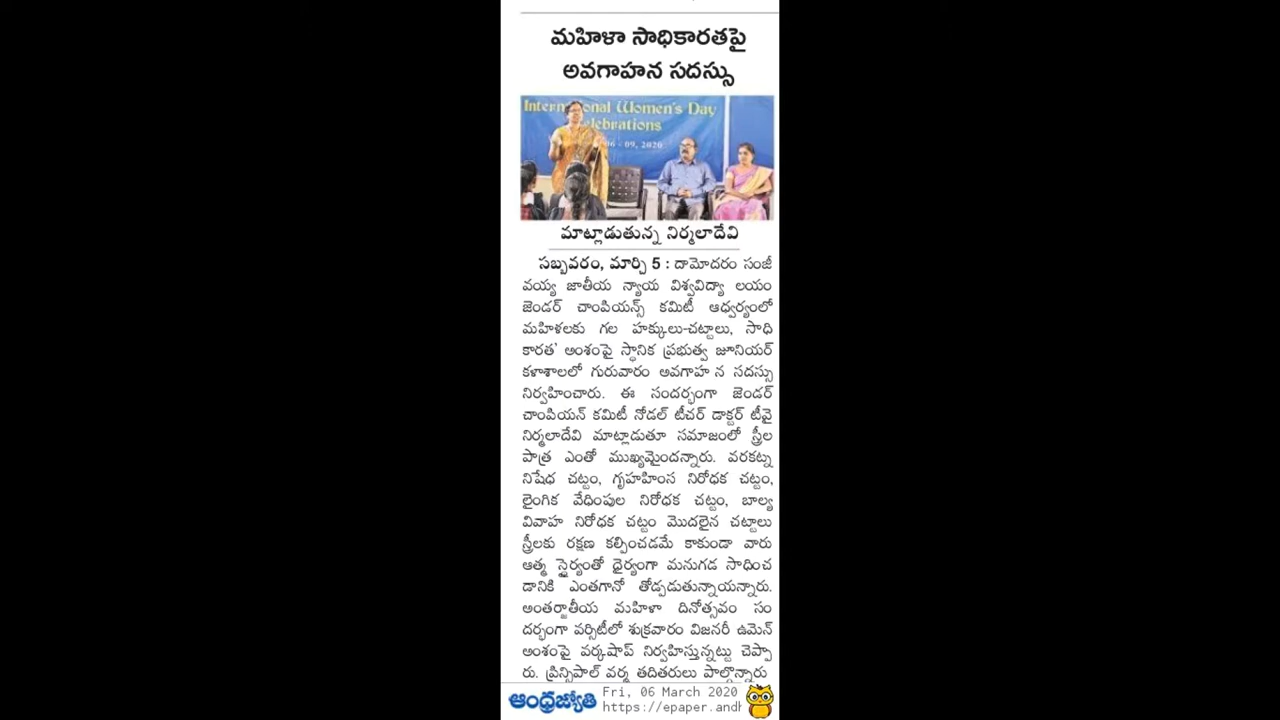 మహిళా సాధికారతపై
అవగాహన సదస్సు
International Women's Day
Celebrations
06 - 09, 2020
మాట్లాడుతున్న నిర్మలాదేవి
సబ్బవరం, మార్చి 5 : దామోదరం సంజీ
వయ్య జాతీయ న్యాయ విశ్వవిద్యా లయం
జెండర్ చాంపియన్స్ కమిటీ ఆధ్వర్యంలో
మహిళలకు గల హక్కులు-చట్టాలు, సాధి
కారత' అంశంపై స్థానిక ప్రభుత్వ జూనియర్
కళాశాలలో గురువారం అవగాహ న సదస్సు
నిర్వహించారు. ఈ సందర్భంగా జెండర్
చాంపియన్ కమిటీ నోడల్ టీచర్ డాక్టర్ టీవై
నిర్మలాదేవి మాట్లాడుతూ సమాజంలో స్త్రీల
పాత్ర ఎంతో ముఖ్యమైందన్నారు. వరకట్న
నిషేధ చట్టం, గృహహింస నిరోధక చట్టం,
లైంగిక వేధింపుల నిరోధక చట్టం, బాల్య
వివాహ నిరోధక చట్టం మొదలైన చట్టాలు
స్త్రీలకు రక్షణ కల్పించడమే కాకుండా వారు
ఆత్మ స్థైర్యంతో ధైర్యంగా మనుగడ సాధించ
డానికి ఎంతగానో తోడ్పడుతున్నాయన్నారు.
అంతర్జాతీయ మహిళా దినోత్సవం సం
దర్భంగా వర్సిటీలో శుక్రవారం విజనరీ ఉమెన్
అంశంపై వర్కషాప్ నిర్వహిస్తున్నట్టు చెప్పా
రు. ప్రిన్సిపాల్ వర్మ తదితరులు పాల్గొన్నారు
ఆంధ్రజ్యోతి
Fri, 06 March 2020
https://epaper.andh